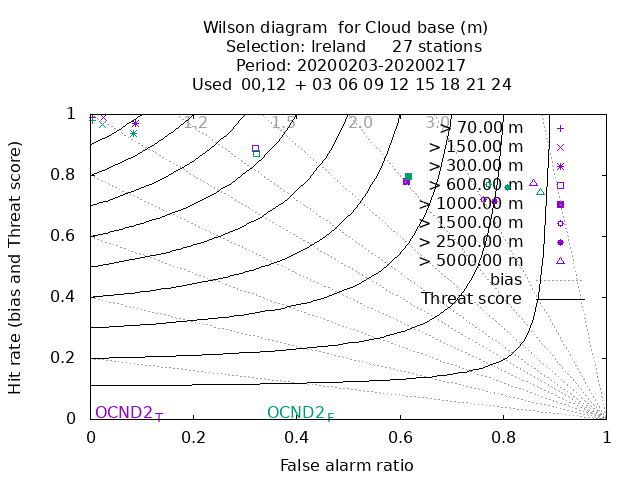 Wilson diagram for Cloud base (m)
Selection: Ireland 27 stations
Period: 20200203-20200217
Used 00,12 + 03 06 09 12 15 18 21 24
Hit rate (bias and Threat score)
1
0.8
0.6
0.4
0.2
0
1.2
1.5
2.0
3.0
> 70.00 m
> 150.00 m
> 300.00 m
> 600.00 m
> 1000.00 m
> 1500.00 m
> 2500.00 m
> 5000.00 m
bias
Threat score
OCND2 T
OCND2 F
0 0.2 0.4 0.6 0.8 1
False alarm ratio